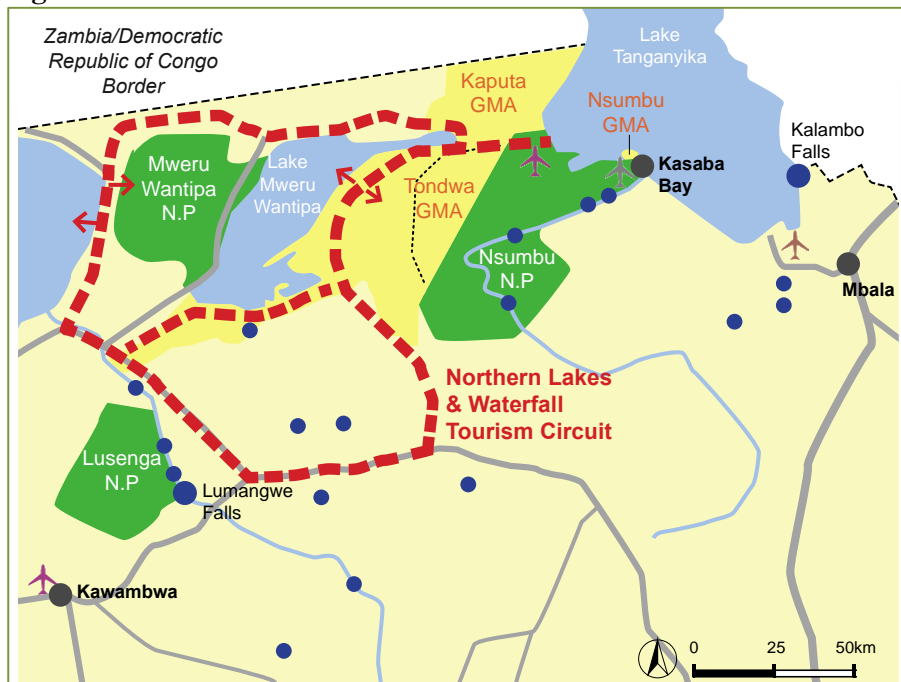 Zambia/Democratic
Republic of Congo
Border
Lake
Tanganyika
Kaputa
GMA
Nsumbu
GMA
Kalambo
Falls
Mweru
Wantipa
N.P
Lake
Mweru
Wantipa
Tondwa
GMA
Kasaba
Bay
Nsumbu
N.P
Mbala
Northern Lakes
& Waterfall
Tourism Circuit
Lusenga
N.P
Lumangwe
Falls
Kawambwa
0 25 50km